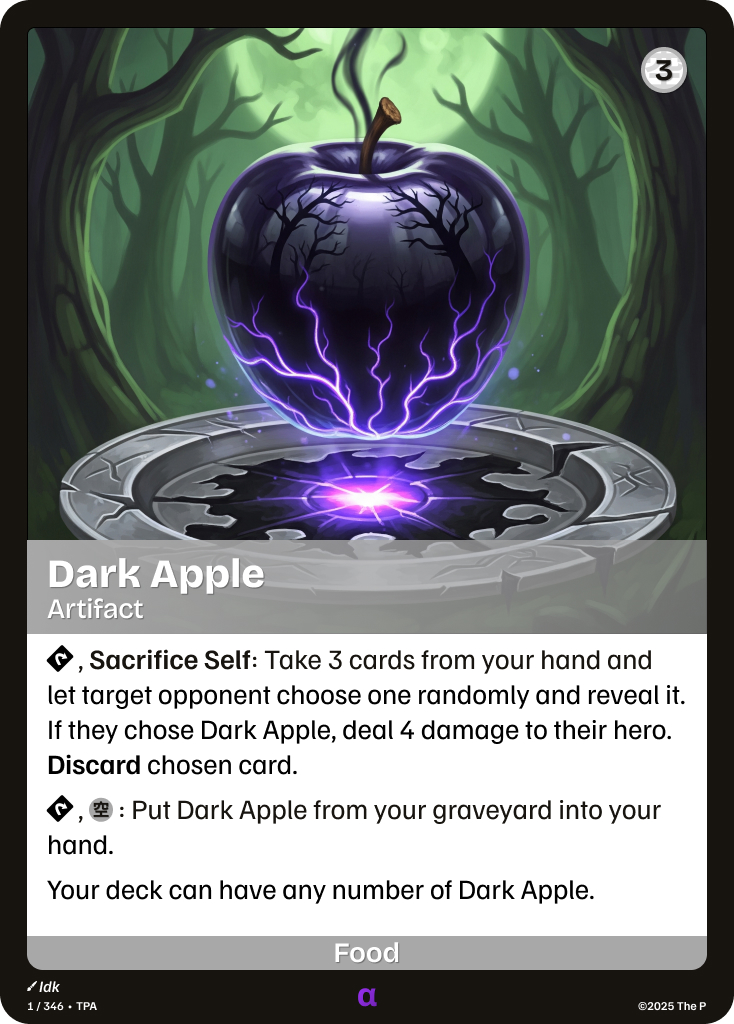 3
Dark Apple
Artifact
, Sacrifice Self: Take 3 cards from your hand and
let target opponent choose one randomly and reveal it.
If they chose Dark Apple, deal 4 damage to their hero.
Discard chosen card.
, 空 : Put Dark Apple from your graveyard into your
hand.
Your deck can have any number of Dark Apple.
Food
Idk
1 / 346 • TPA
α
©2025 The P